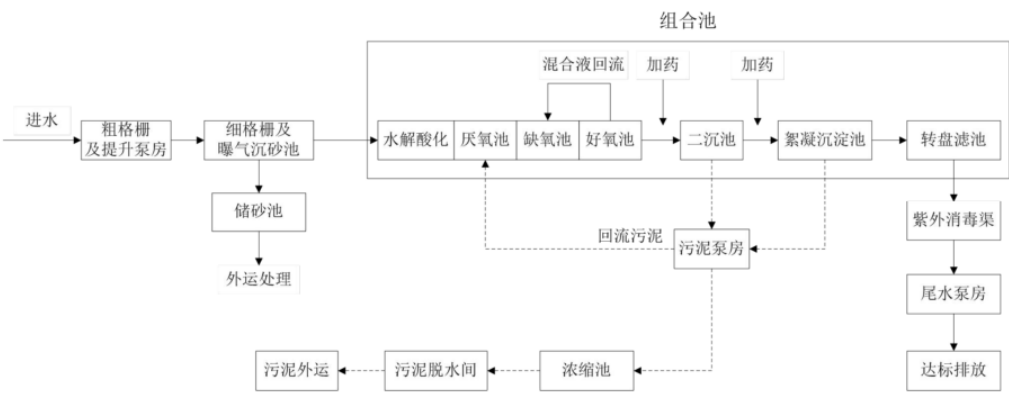 组合池
混合液回流
加药
加药
进水
粗格栅
及提升泵房
细格栅及
曝气沉砂池
水解酸化
厌氧池
缺氧池
好氧池
二沉池
絮凝沉淀池
转盘滤池
储砂池
外运处理
回流污泥
污泥泵房
紫外消毒渠
尾水泵房
污泥外运
污泥脱水间
浓缩池
达标排放